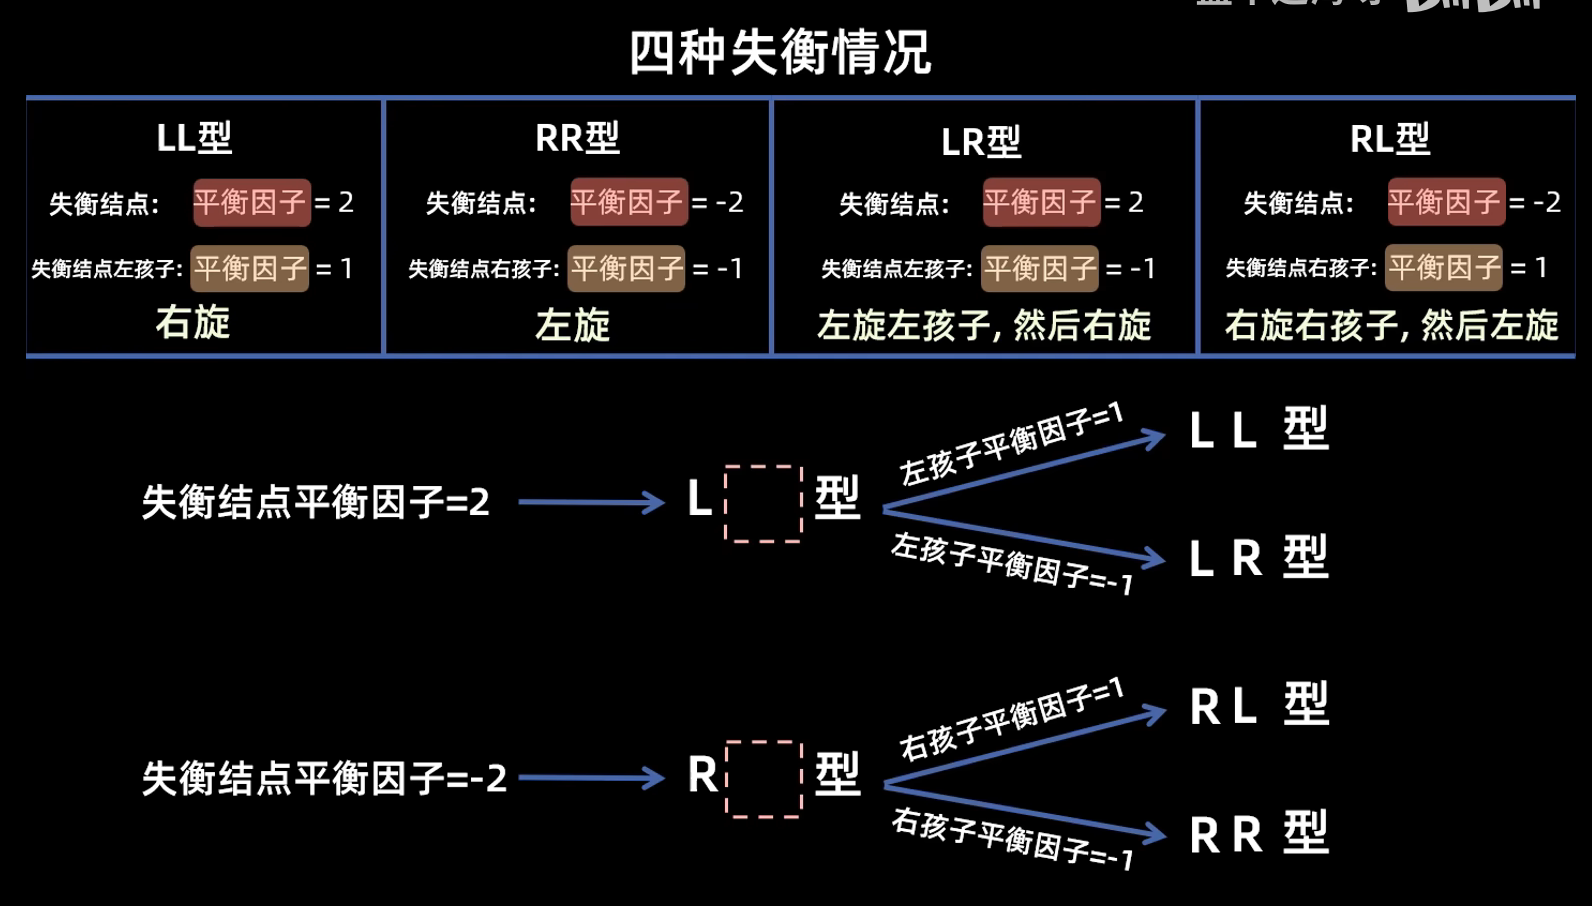 四种失衡情况
LL型
失衡结点: 平衡因子 = 2
失衡结点左孩子: 平衡因子 = 1
右旋
RR型
失衡结点: 平衡因子 = -2
失衡结点右孩子: 平衡因子 = -1
左旋
LR型
失衡结点: 平衡因子 = 2
失衡结点左孩子: 平衡因子 = -1
左旋左孩子, 然后右旋
RL型
失衡结点: 平衡因子 = -2
失衡结点右孩子: 平衡因子 = 1
右旋右孩子, 然后左旋
失衡结点平衡因子=2
L 型
左孩子平衡因子=1
L L 型
左孩子平衡因子=-1
L R 型
失衡结点平衡因子=-2
R 型
右孩子平衡因子=1
R L 型
右孩子平衡因子=-1
R R 型